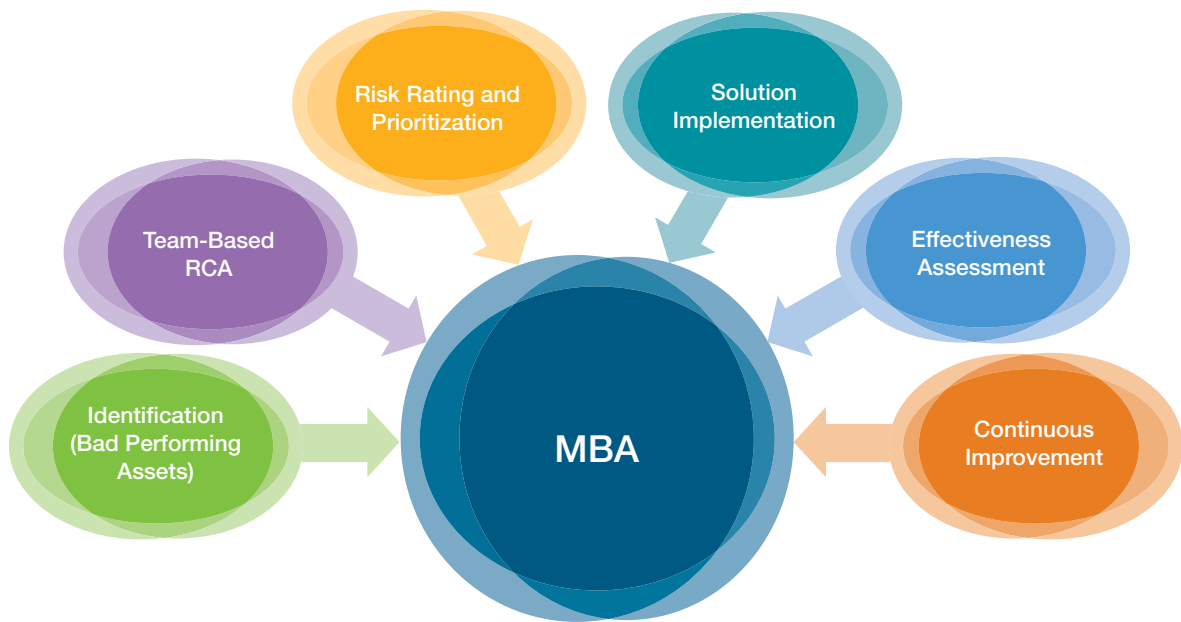 Risk Rating and
Prioritization
Solution
Implementation
Team-Based
RCA
Effectiveness
Assessment
Identification
(Bad Performing
Assets)
MBA
Continuous
Improvement